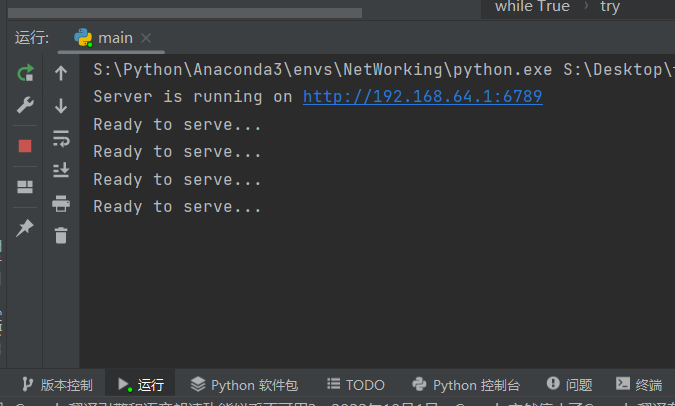 while True › try
运行: main
S:\Python\Anaconda3\envs\NetWorking\python.exe S:\Desktop\
Server is running on http://192.168.64.1:6789
Ready to serve...
Ready to serve...
Ready to serve...
Ready to serve...
版本控制 运行 Python 软件包 TODO Python 控制台 问题 终端